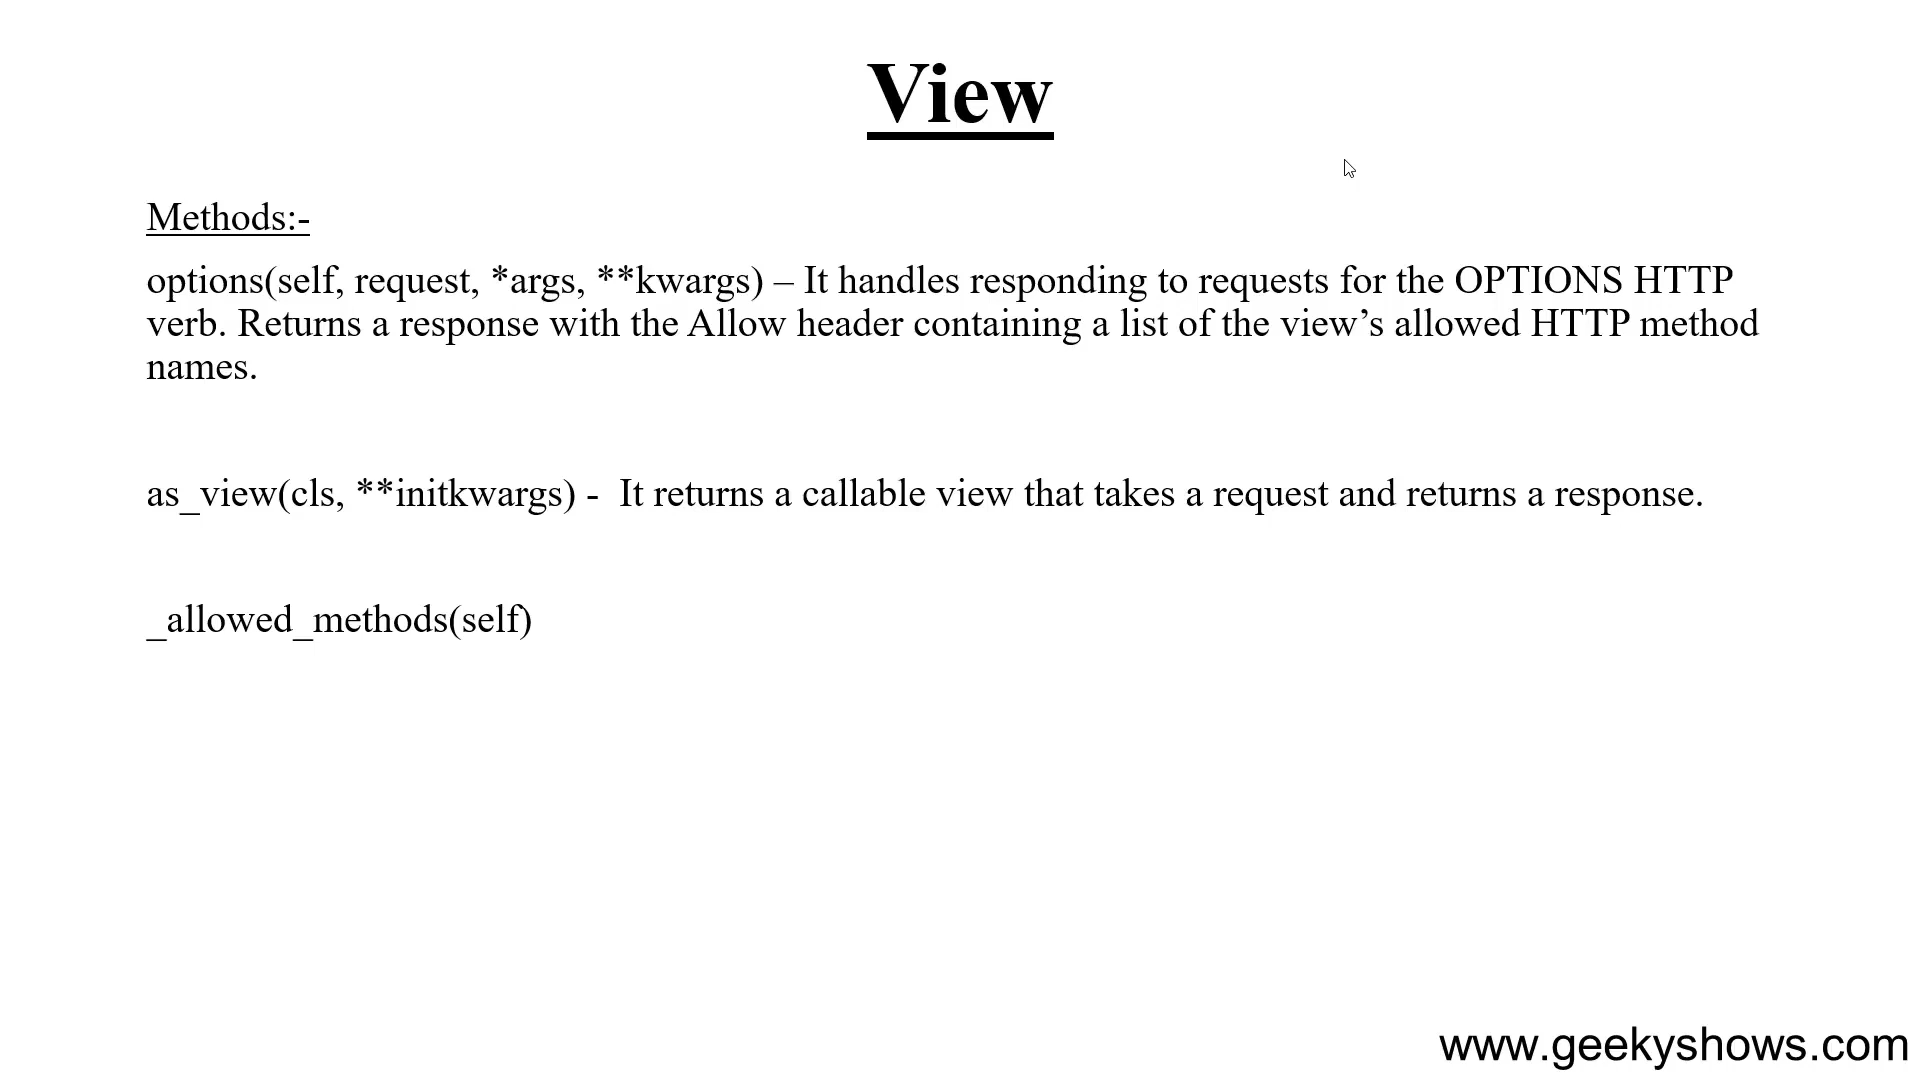 View
Methods:-
options(self, request, *args, **kwargs) – It handles responding to requests for the OPTIONS HTTP
verb. Returns a response with the Allow header containing a list of the view’s allowed HTTP method
names.
as_view(cls, **initkwargs) -  It returns a callable view that takes a request and returns a response.
_allowed_methods(self)
www.geekyshows.com